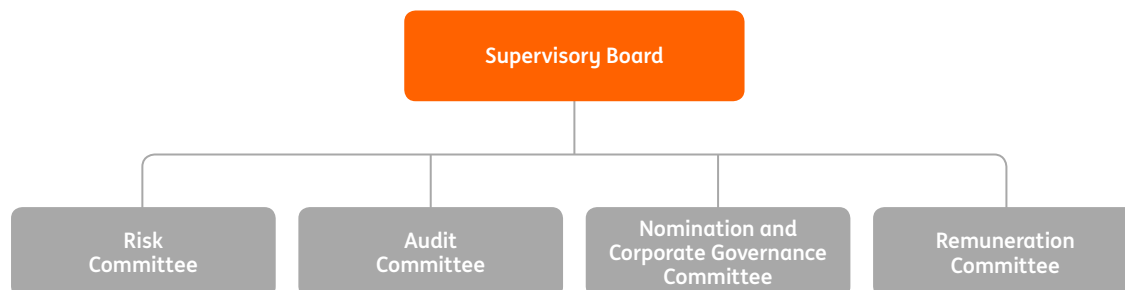 Supervisory Board
Risk
Committee
Audit
Committee
Nomination and
Corporate Governance
Committee
Remuneration
Committee